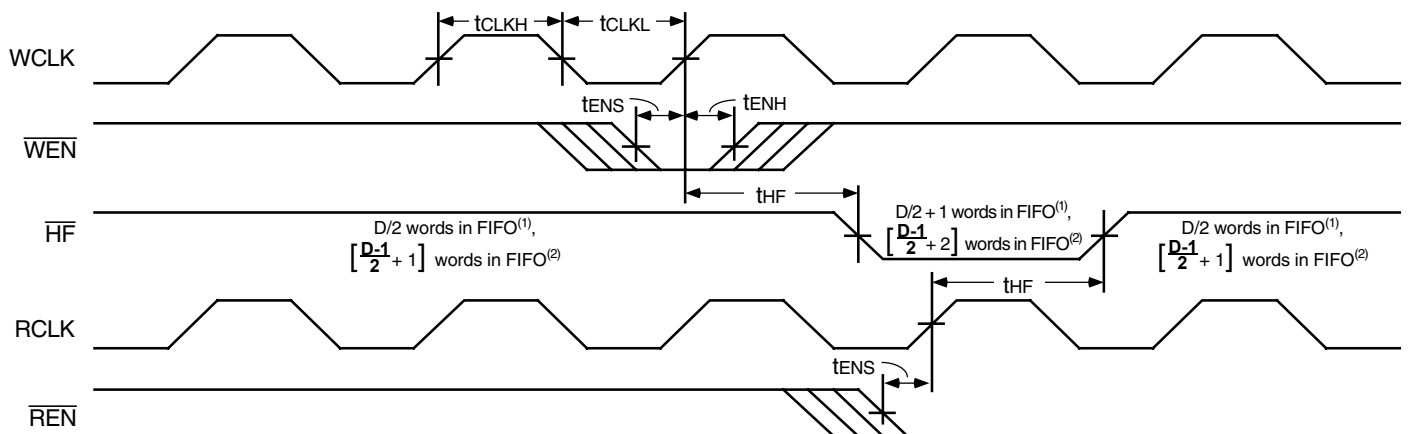 tCLKH
tCLKL
WCLK
tENS
tENH
WEN
tHF
HF
D/2 words in FIFO(1),
[D-1/2 + 1] words in FIFO(2)
D/2 + 1 words in FIFO(1),
[D-1/2 + 2] words in FIFO(2)
D/2 words in FIFO(1),
[D-1/2 + 1] words in FIFO(2)
tHF
RCLK
tENS
REN